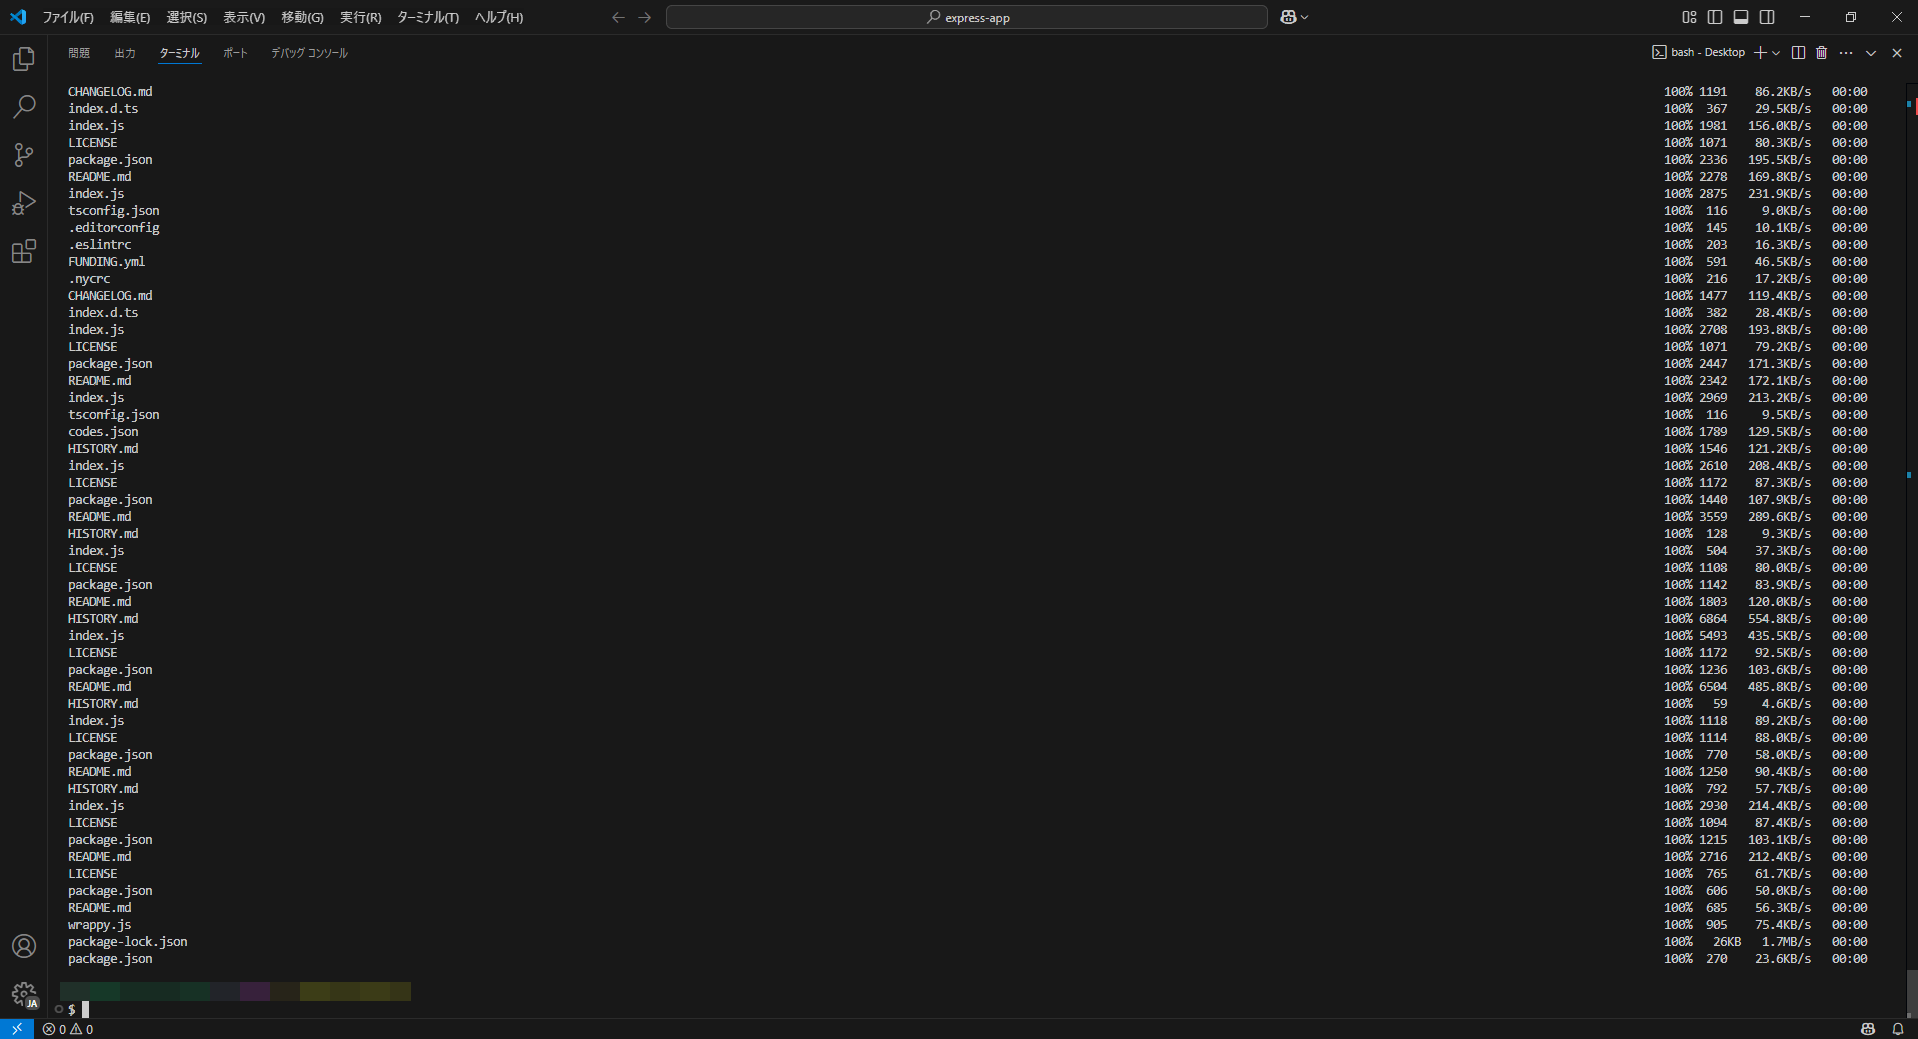 ファイル(F) 編集(E) 選択(S) 表示(V) 移動(G) 実行(R) ターミナル(T) ヘルプ(H) express-app
問題 出力 ターミナル ポート デバッグ コンソール bash - Desktop
CHANGELOG.md 100% 1191 86.2KB/s 00:00
index.d.ts 100% 367 29.5KB/s 00:00
index.js 100% 1981 156.0KB/s 00:00
LICENSE 100% 1071 80.3KB/s 00:00
package.json 100% 2336 195.5KB/s 00:00
README.md 100% 2278 169.8KB/s 00:00
index.js 100% 2875 231.9KB/s 00:00
tsconfig.json 100% 116 9.0KB/s 00:00
.editorconfig 100% 145 10.1KB/s 00:00
.eslintrc 100% 203 16.3KB/s 00:00
FUNDING.yml 100% 591 46.5KB/s 00:00
.nycrc 100% 216 17.2KB/s 00:00
CHANGELOG.md 100% 1477 119.4KB/s 00:00
index.d.ts 100% 382 28.4KB/s 00:00
index.js 100% 2708 193.8KB/s 00:00
LICENSE 100% 1071 79.2KB/s 00:00
package.json 100% 2447 171.3KB/s 00:00
README.md 100% 2342 172.1KB/s 00:00
index.js 100% 2969 213.2KB/s 00:00
tsconfig.json 100% 116 9.5KB/s 00:00
codes.json 100% 1789 129.5KB/s 00:00
HISTORY.md 100% 1546 121.2KB/s 00:00
index.js 100% 2610 208.4KB/s 00:00
LICENSE 100% 1172 87.3KB/s 00:00
package.json 100% 1440 107.9KB/s 00:00
README.md 100% 3559 289.6KB/s 00:00
HISTORY.md 100% 128 9.3KB/s 00:00
index.js 100% 504 37.3KB/s 00:00
LICENSE 100% 1108 80.0KB/s 00:00
package.json 100% 1142 83.9KB/s 00:00
README.md 100% 1803 120.0KB/s 00:00
HISTORY.md 100% 6864 554.8KB/s 00:00
index.js 100% 5493 435.5KB/s 00:00
LICENSE 100% 1172 92.5KB/s 00:00
package.json 100% 1236 103.6KB/s 00:00
README.md 100% 6504 485.8KB/s 00:00
HISTORY.md 100% 59 4.6KB/s 00:00
index.js 100% 1118 89.2KB/s 00:00
LICENSE 100% 1114 88.0KB/s 00:00
package.json 100% 770 58.0KB/s 00:00
README.md 100% 1250 90.4KB/s 00:00
HISTORY.md 100% 792 57.7KB/s 00:00
index.js 100% 2930 214.4KB/s 00:00
LICENSE 100% 1094 87.4KB/s 00:00
package.json 100% 1215 103.1KB/s 00:00
README.md 100% 2716 212.4KB/s 00:00
LICENSE 100% 765 61.7KB/s 00:00
package.json 100% 606 50.0KB/s 00:00
README.md 100% 685 56.3KB/s 00:00
wrappy.js 100% 905 75.4KB/s 00:00
package-lock.json 100% 26KB 1.7MB/s 00:00
package.json 100% 270 23.6KB/s 00:00
JA
$
0 0